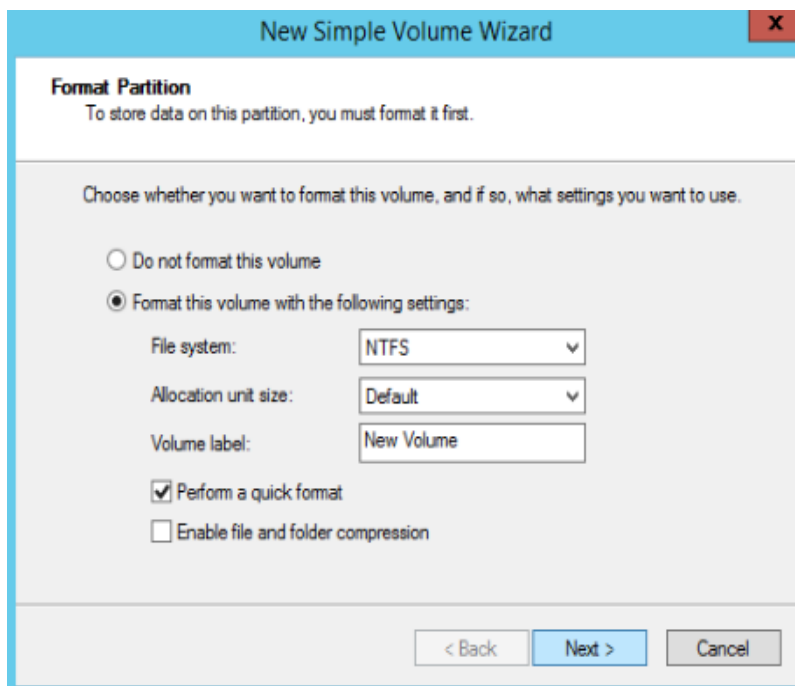 New Simple Volume Wizard
x
Format Partition
To store data on this partition, you must format it first.
Choose whether you want to format this volume, and if so, what settings you want to use.
Do not format this volume
Format this volume with the following settings:
File system: NTFS
Allocation unit size: Default
Volume label: New Volume
Perform a quick format
Enable file and folder compression
< Back Next > Cancel